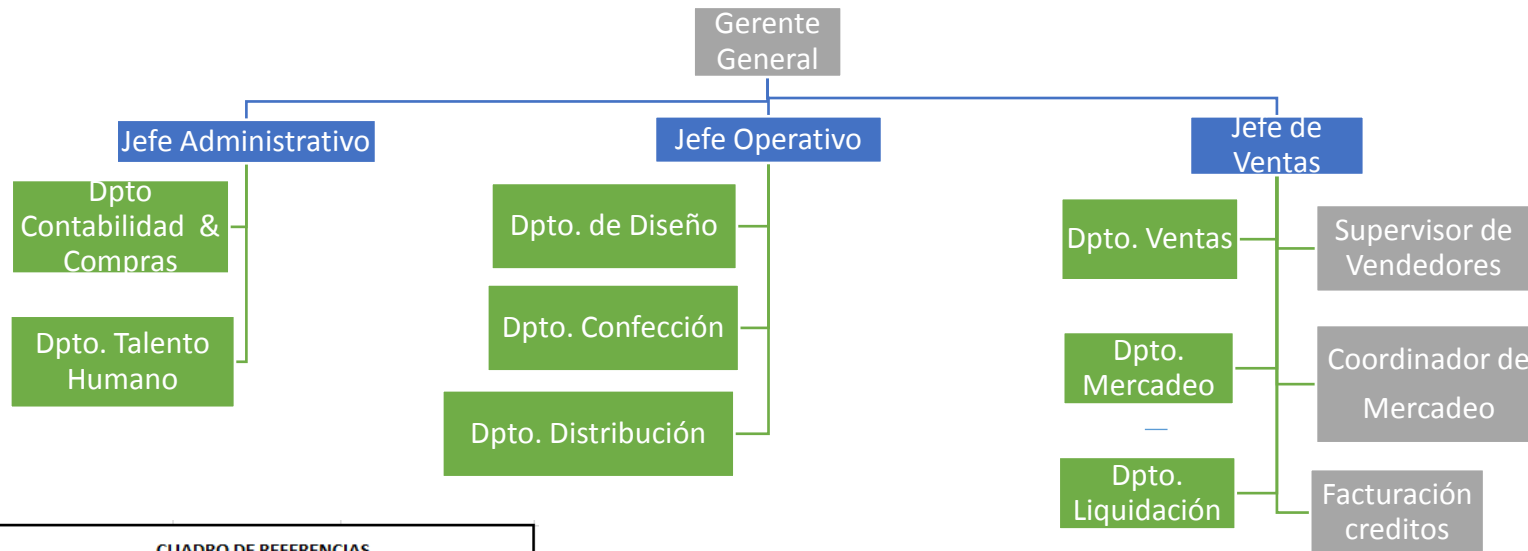 Gerente
General
Jefe Administrativo
Jefe Operativo
Jefe de
Ventas
Dpto
Contabilidad &
Compras
Dpto. Talento
Humano
Dpto. de Diseño
Dpto. Confección
Dpto. Distribución
Dpto. Ventas
Supervisor de
Vendedores
Dpto.
Mercadeo
Coordinador de
Mercadeo
Dpto.
Liquidación
Facturación
creditos
CUADRO DE REFERENCIAS